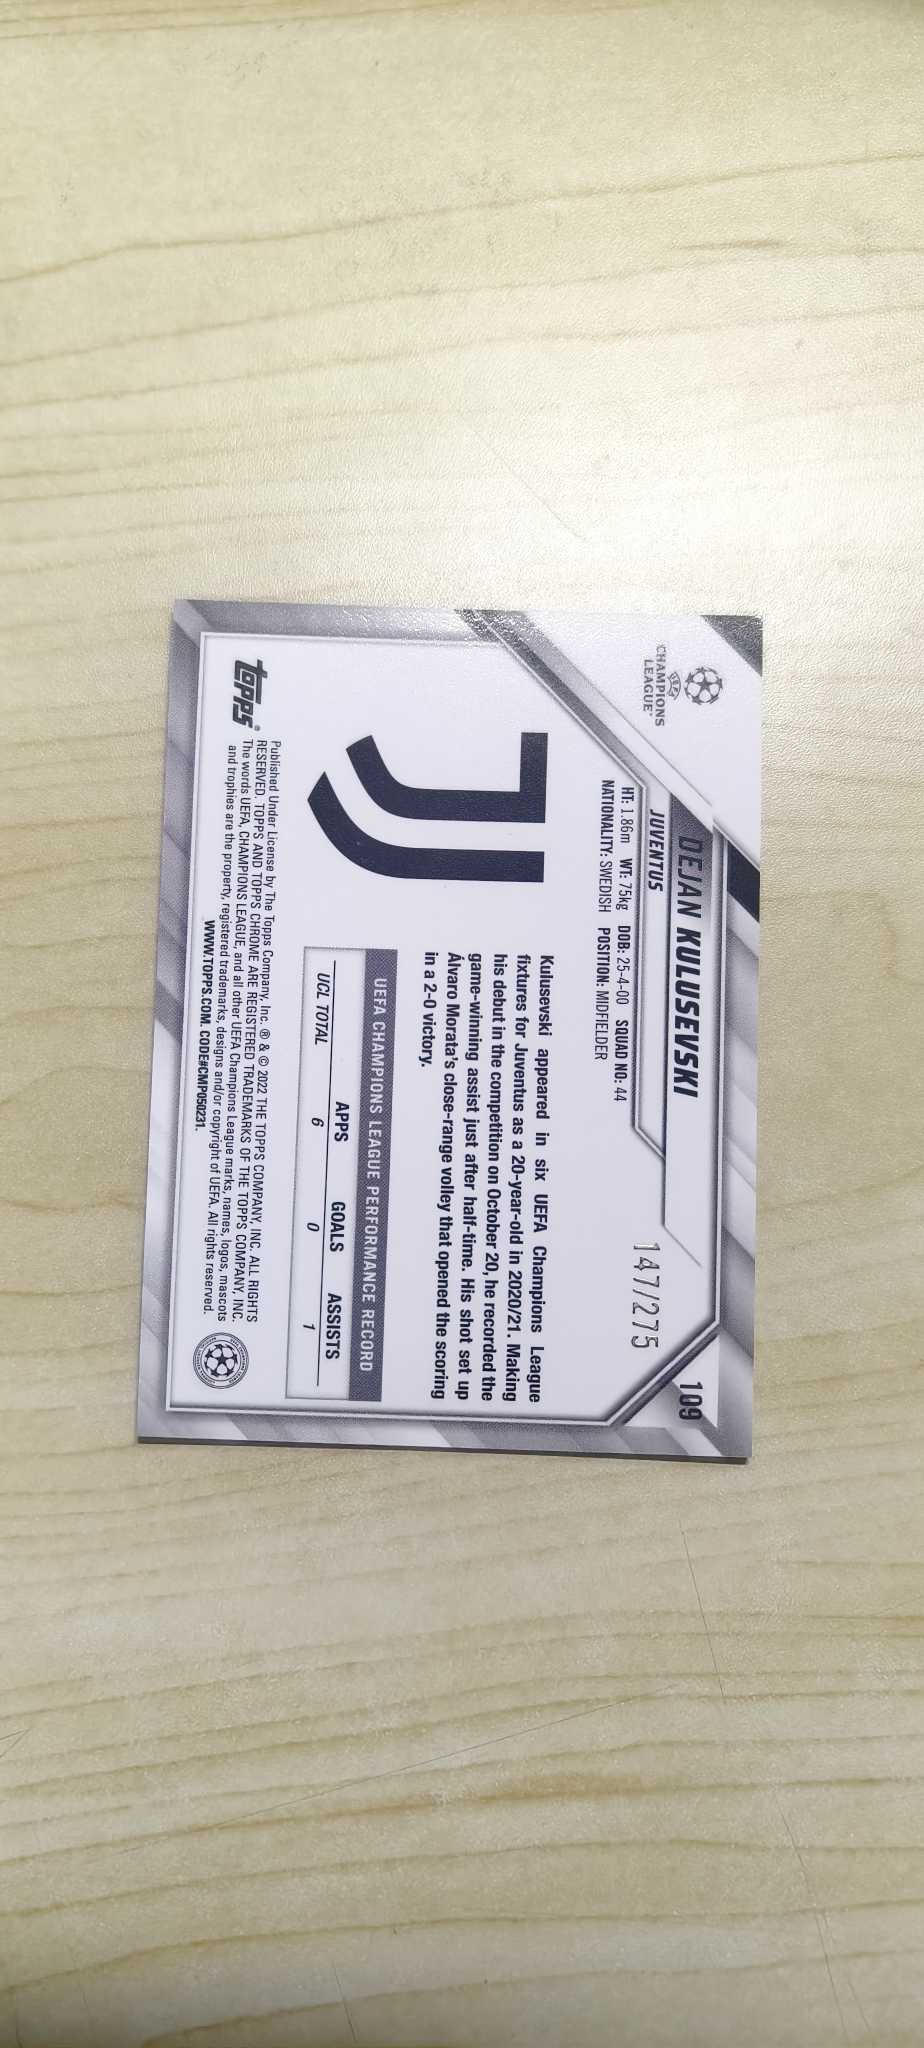 CHAMPIONS
LEAGUE
DEJAN KULUSEVSKI
109
JUVENTUS
147/275
HT: 1.86m WT: 75kg DOB: 25-4-00 SQUAD NO: 44
NATIONALITY: SWEDISH POSITION: MIDFIELDER
Kulusevski appeared in six UEFA Champions League
fixtures for Juventus as a 20-year-old in 2020/21. Making
his debut in the competition on October 20, he recorded the
game-winning assist just after half-time. His shot set up
Álvaro Morata's close-range volley that opened the scoring
in a 2-0 victory.
UEFA CHAMPIONS LEAGUE PERFORMANCE RECORD
APPS GOALS ASSISTS
UCL TOTAL 6 0 1
topps®
Published Under License by The Topps Company, Inc. ® & © 2022 THE TOPPS COMPANY, INC. ALL RIGHTS
RESERVED. TOPPS AND TOPPS CHROME ARE REGISTERED TRADEMARKS OF THE TOPPS COMPANY, INC.
The words UEFA, CHAMPIONS LEAGUE, and all other UEFA Champions League marks, names, logos, mascots
and trophies are the property, registered trademarks, designs and/or copyright of UEFA. All rights reserved.
WWW.TOPPS.COM. CODE#CMP050231.